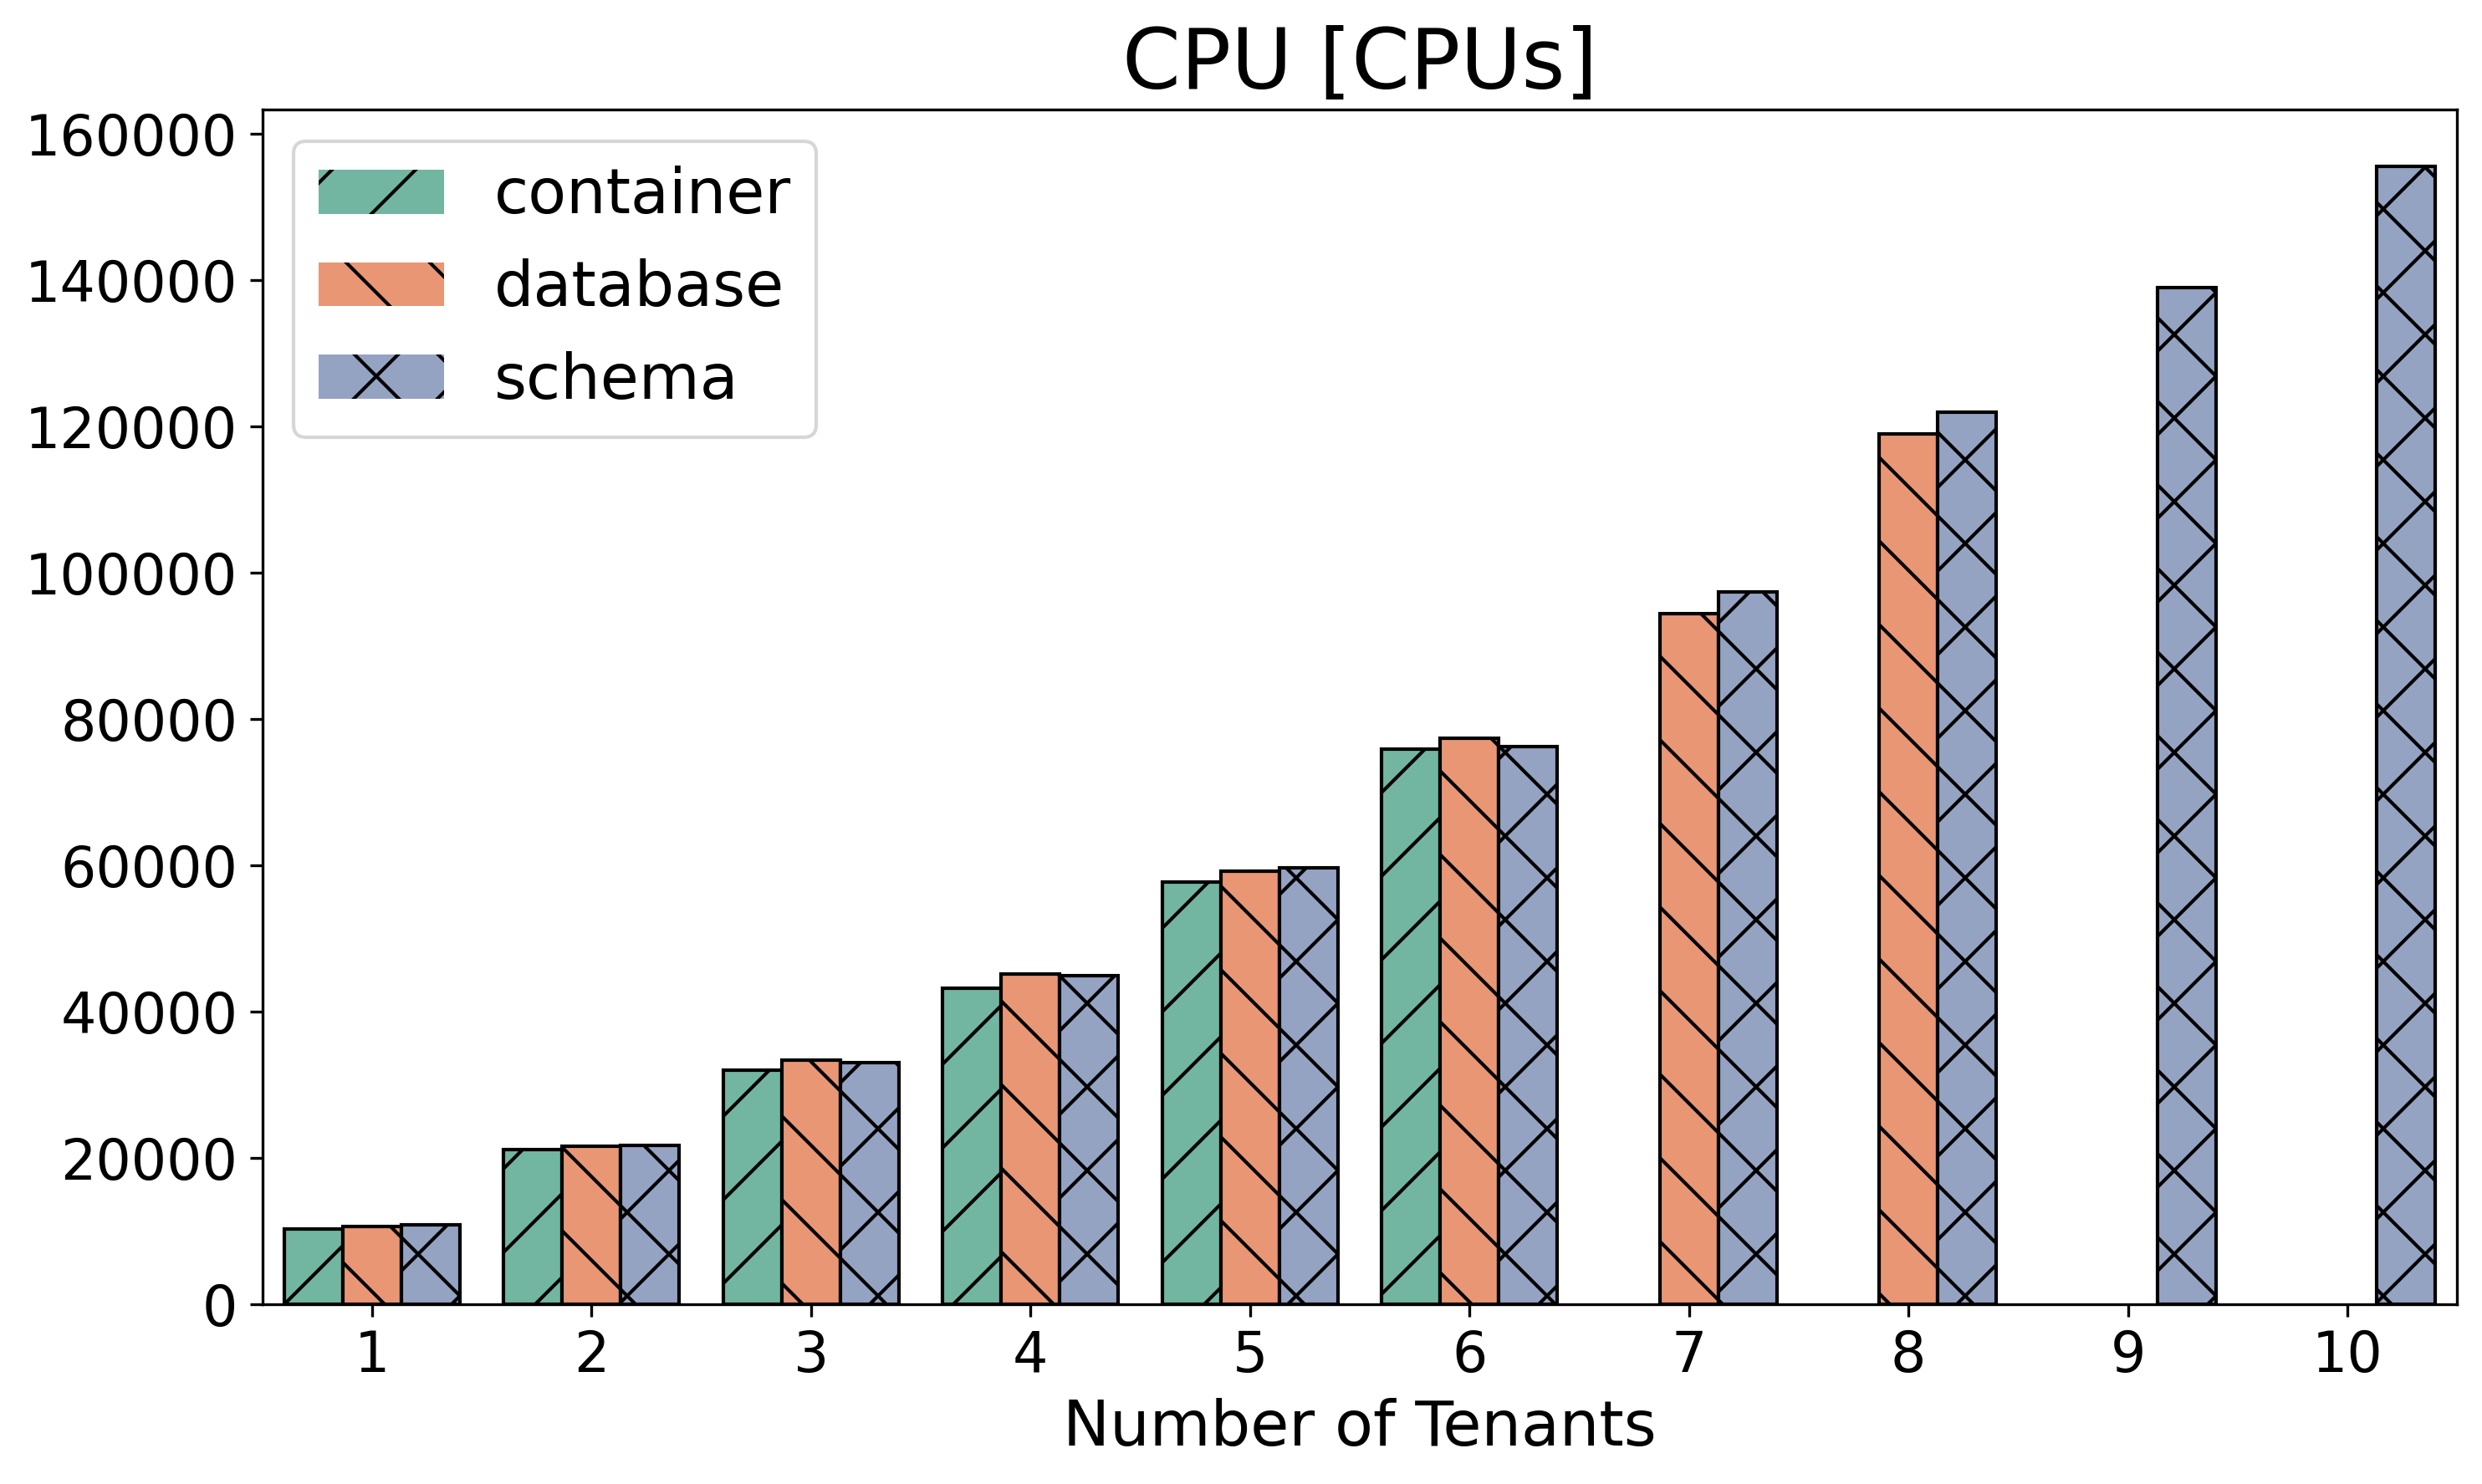 CPU [CPUs]
160000
140000
120000
100000
80000
60000
40000
20000
0
container
database
schema
1 2 3 4 5 6 7 8 9 10
Number of Tenants